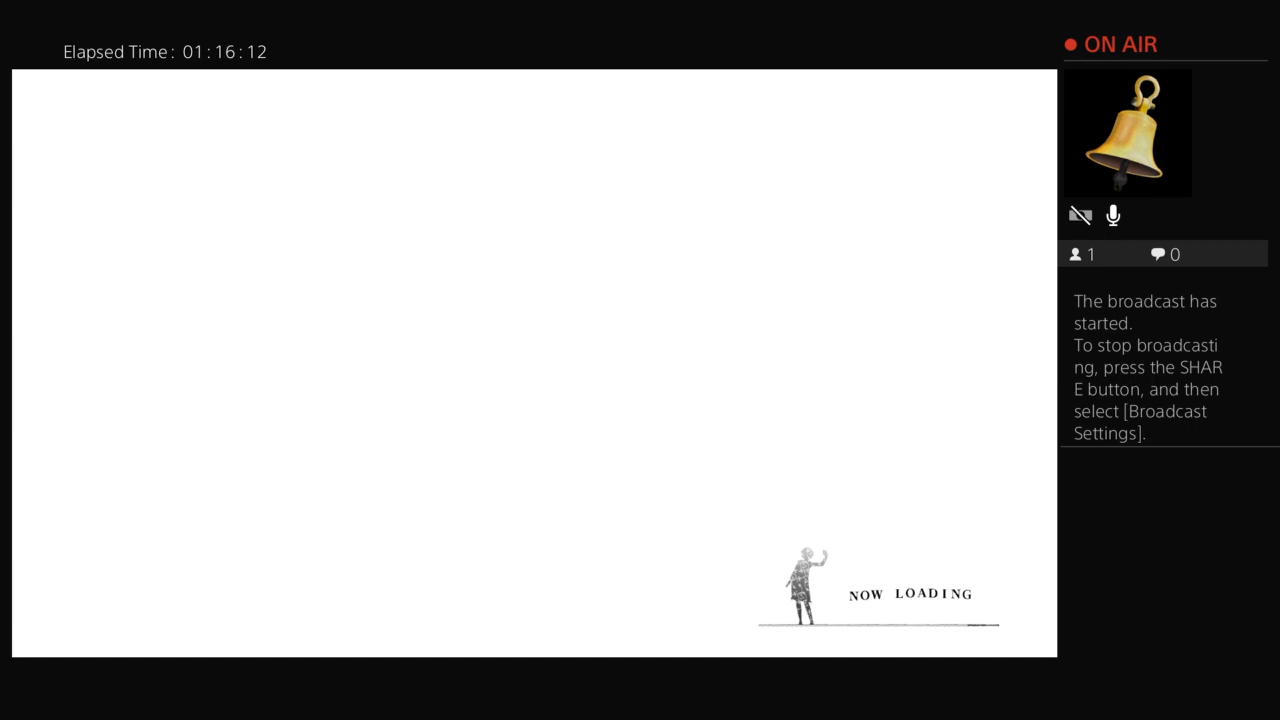 Elapsed Time: 01:16:12
ON AIR
1
0
The broadcast has
started.
To stop broadcasti
ng, press the SHAR
E button, and then
select [Broadcast
Settings].
NOW LOADING